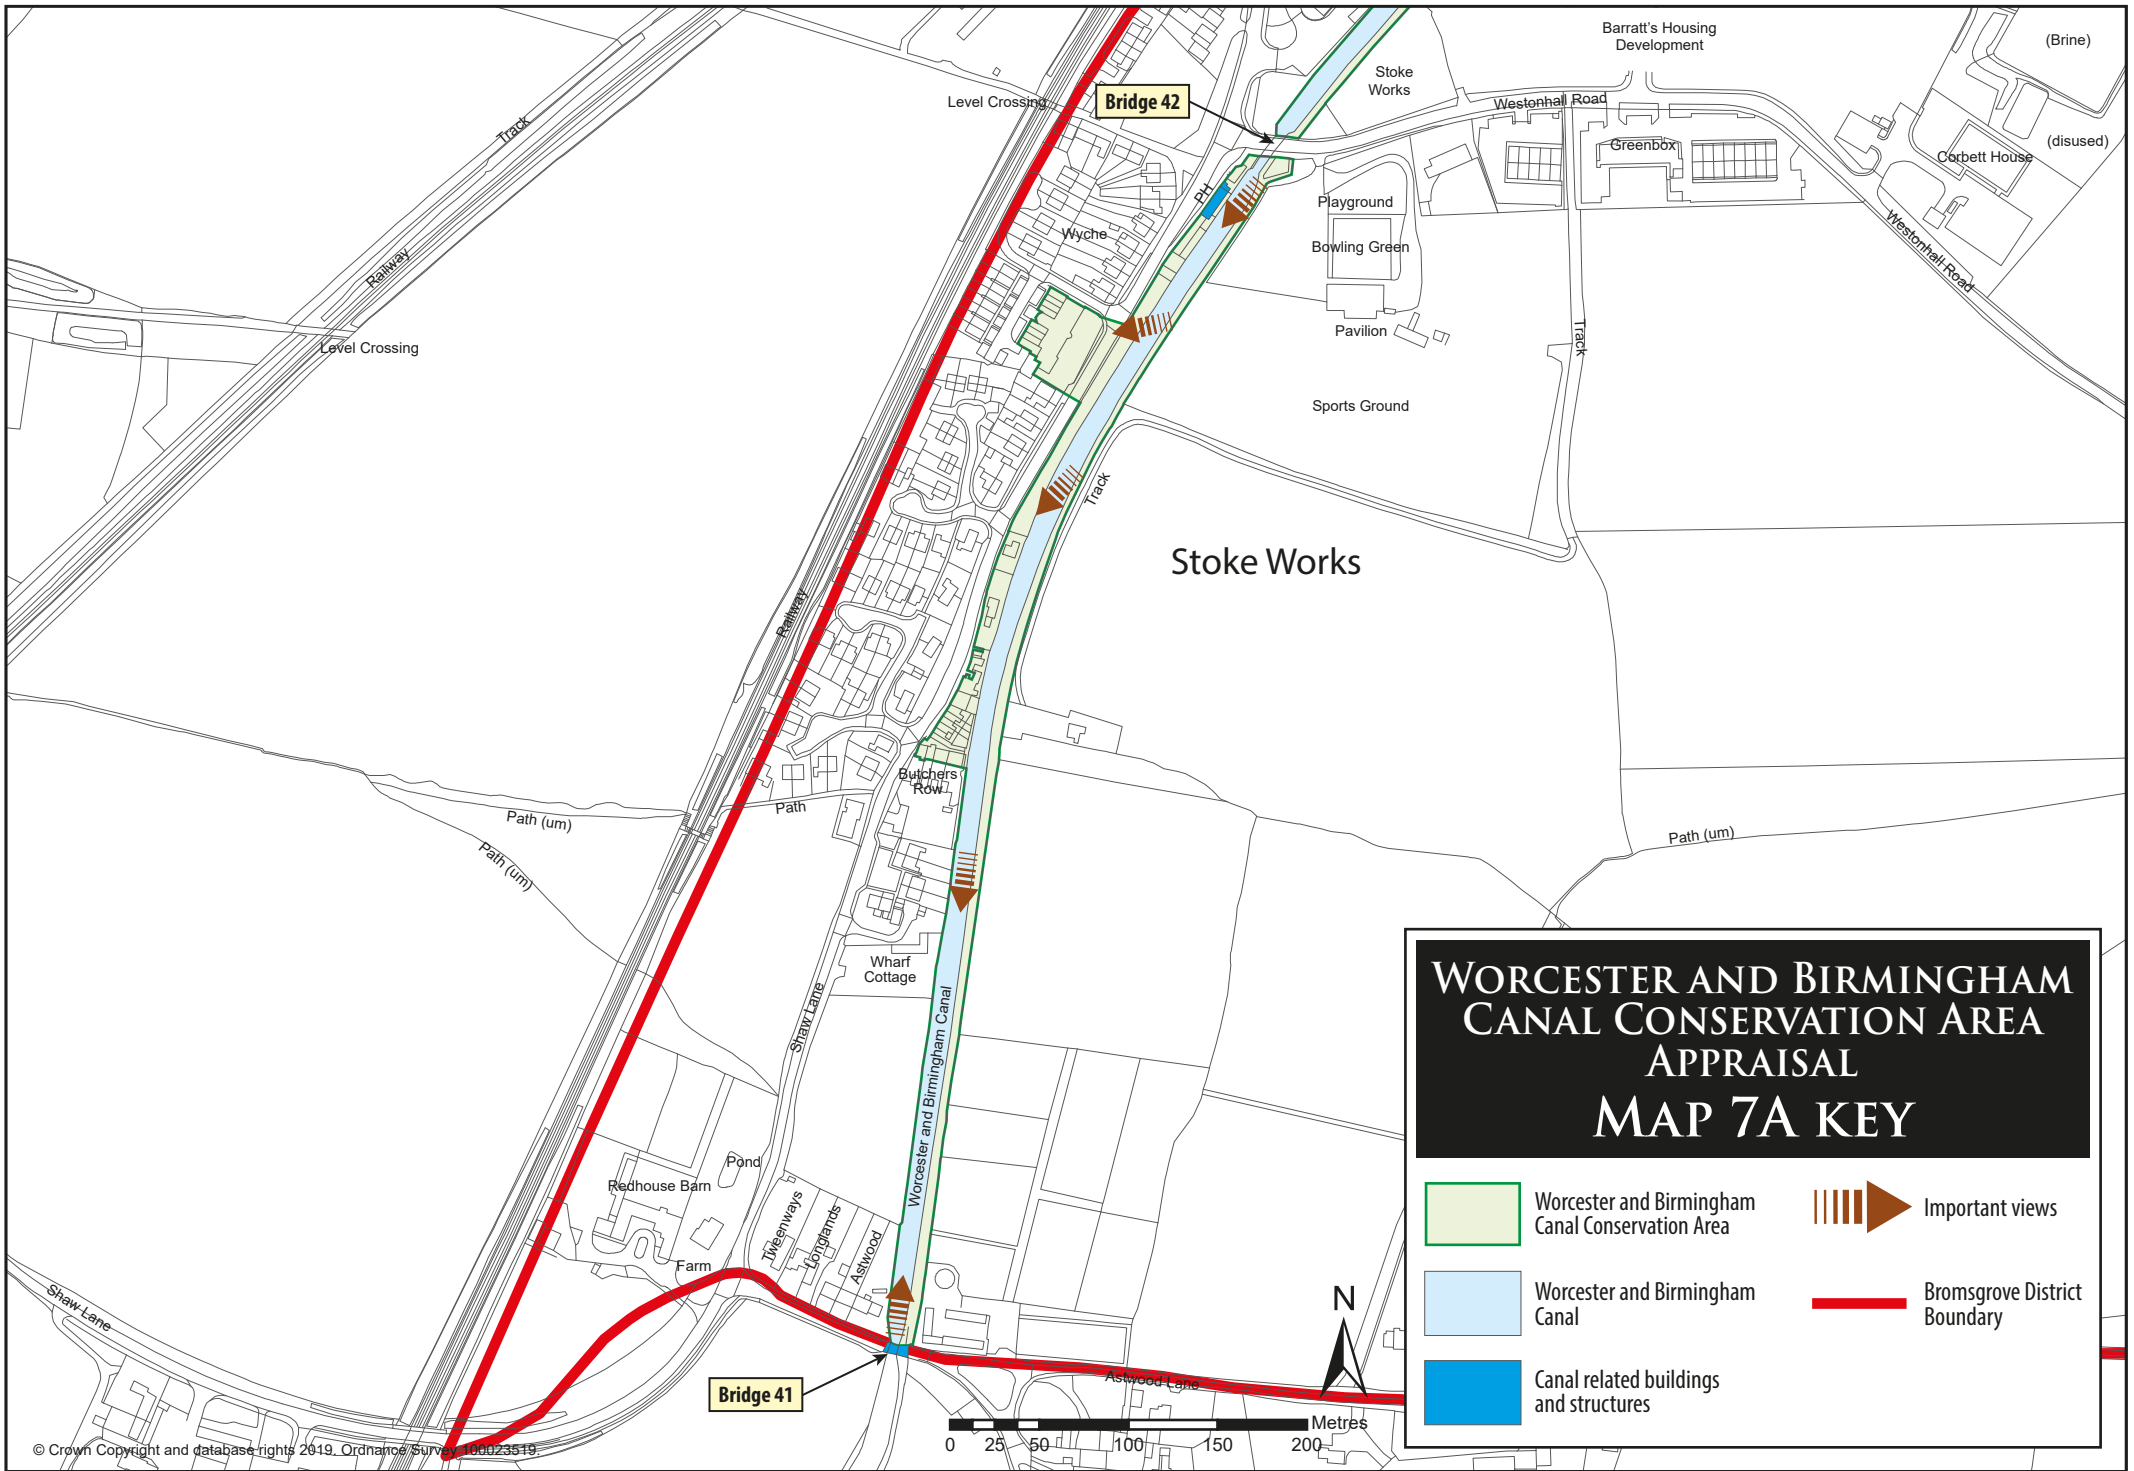 Barratt's Housing
Development
(Brine)
Stoke
Works
Level Crossing
Bridge 42
Westonhall Road
Track
Greenbox
(disused)
Corbett House
PH
Playground
Wyche
Bowling Green
Westonhall Road
Railway
Pavilion
Track
Level Crossing
Sports Ground
Track
Stoke Works
Railway
Butchers
Row
Path
Path (um)
Path (um)
Path (um)
Wharf
Cottage
Shaw Lane
Worcester and Birmingham Canal
Pond
Redhouse Barn
Tweenways
Longlands
Astwood
Farm
Shaw Lane
Bridge 41
Astwood Lane
N
Metres
0 25 50 100 150 200
© Crown Copyright and database rights 2019. Ordnance Survey 100023519.
Worcester and Birmingham
Canal Conservation Area
Appraisal
Map 7A key
Worcester and Birmingham
Canal Conservation Area
Important views
Worcester and Birmingham
Canal
Bromsgrove District
Boundary
Canal related buildings
and structures